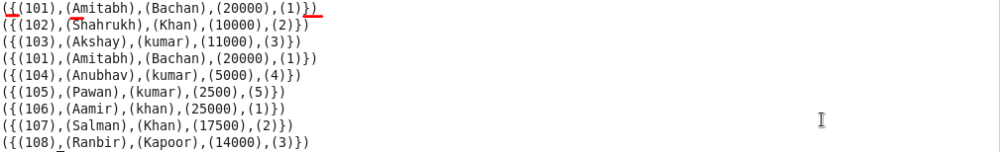 ({(101),(Amitabh),(Bachan),(20000),(1)})
({(102),(Shahrukh),(Khan),(10000),(2)})
({(103),(Akshay),(kumar),(11000),(3)})
({(101),(Amitabh),(Bachan),(20000),(1)})
({(104),(Anubhav),(kumar),(5000),(4)})
({(105),(Pawan),(kumar),(2500),(5)})
({(106),(Aamir),(khan),(25000),(1)})
({(107),(Salman),(Khan),(17500),(2)})
({(108),(Ranbir),(Kapoor),(14000),(3)})